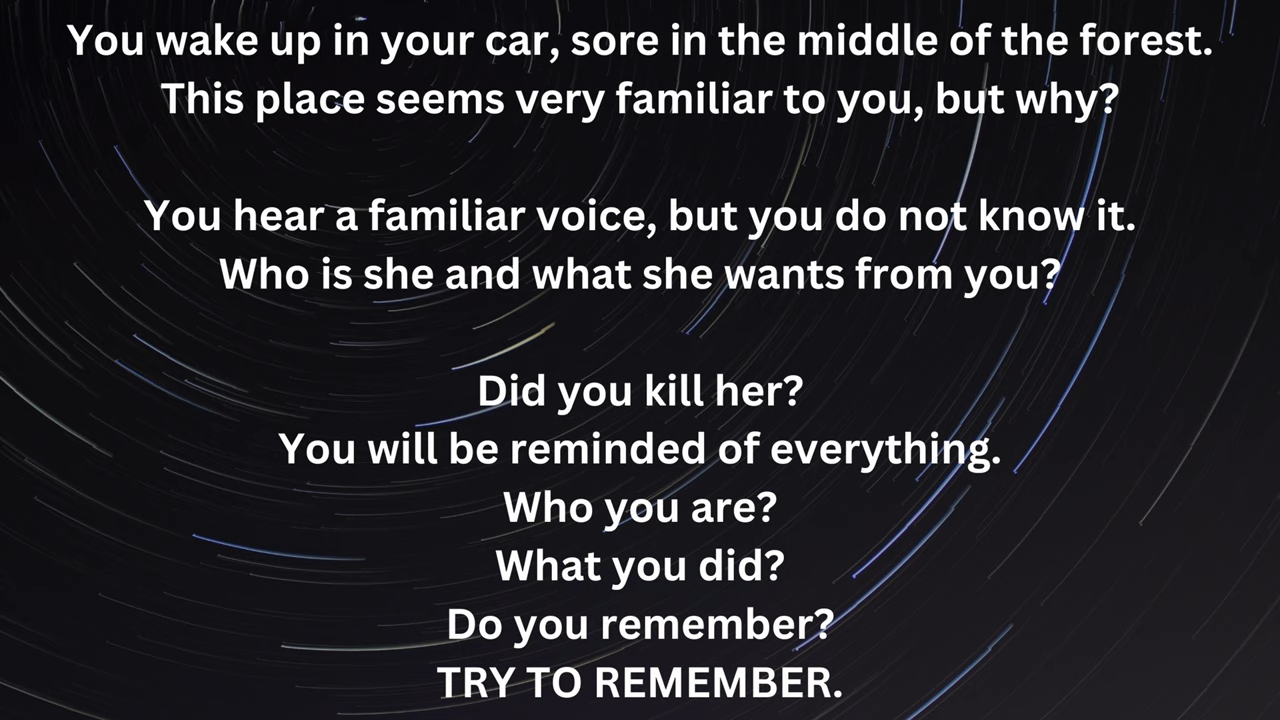 You wake up in your car, sore in the middle of the forest.
This place seems very familiar to you, but why?
You hear a familiar voice, but you do not know it.
Who is she and what she wants from you?
Did you kill her?
You will be reminded of everything.
Who you are?
What you did?
Do you remember?
TRY TO REMEMBER.